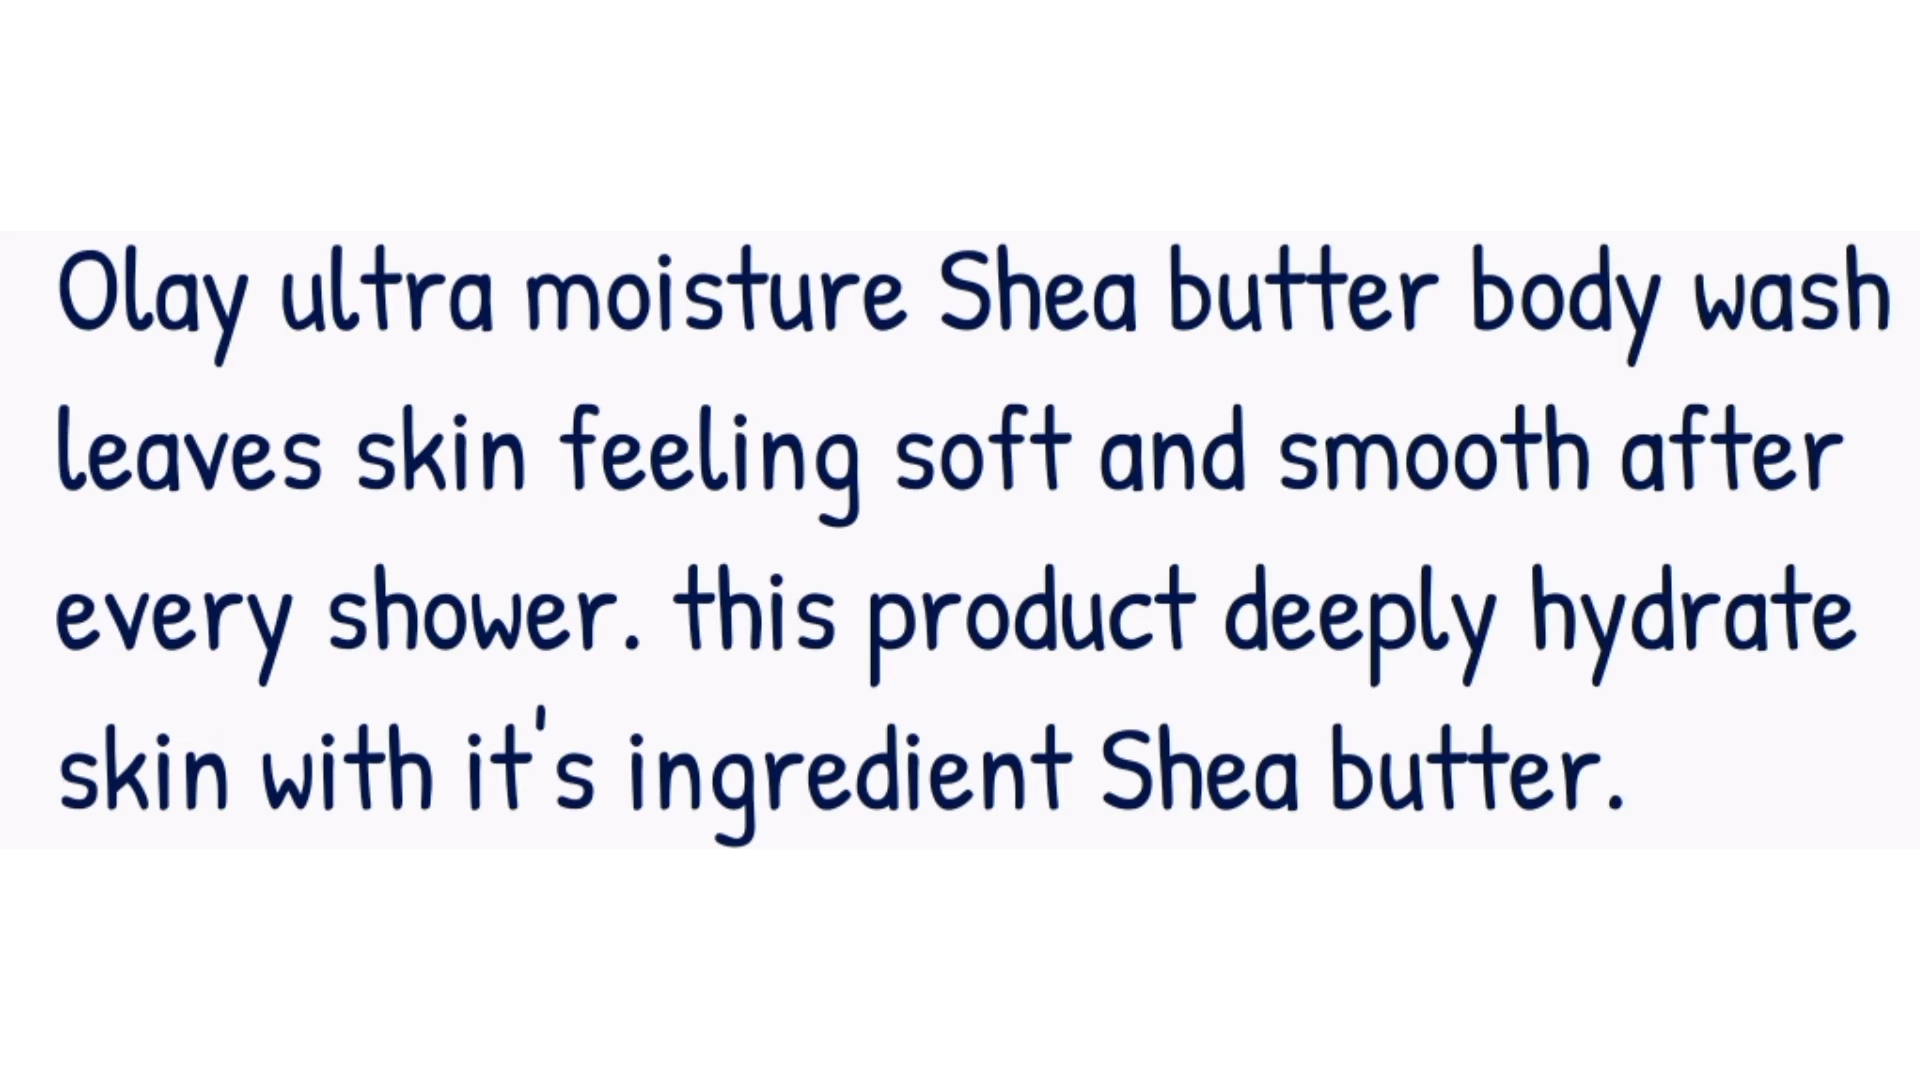 Olay ultra moisture Shea butter body wash
leaves skin feeling soft and smooth after
every shower. this product deeply hydrate
skin with it's ingredient Shea butter.